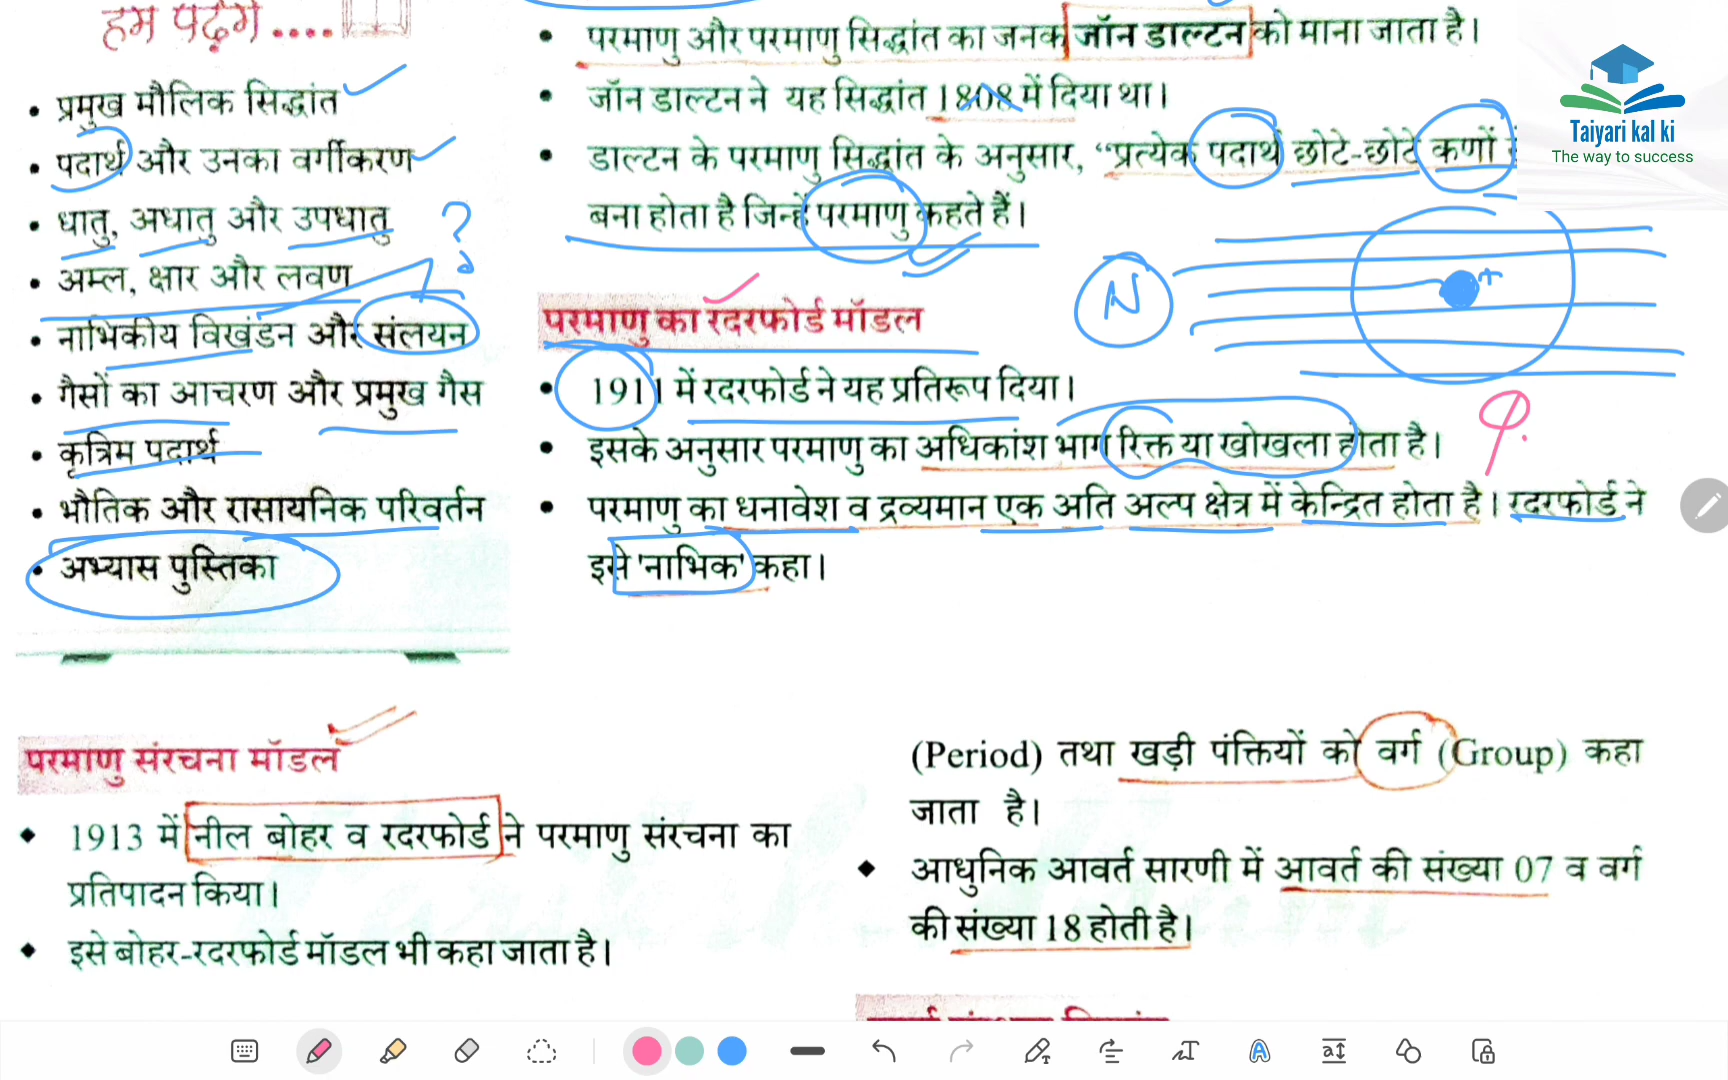 हम पढ़ेंगे ....
• प्रमुख मौलिक सिद्धांत
• पदार्थ और उनका वर्गीकरण
• धातु, अधातु और उपधातु
?
• अम्ल, क्षार और लवण
• नाभिकीय विखंडन और संलयन
• गैसों का आचरण और प्रमुख गैस
• कृत्रिम पदार्थ
• भौतिक और रासायनिक परिवर्तन
• अभ्यास पुस्तिका
• परमाणु और परमाणु सिद्धांत का जनक जॉन डाल्टन को माना जाता है।
• जॉन डाल्टन ने यह सिद्धांत 1808 में दिया था।
• डाल्टन के परमाणु सिद्धांत के अनुसार, “प्रत्येक पदार्थ छोटे-छोटे कणों
बना होता है जिन्हें परमाणु कहते हैं।
Taiyari kal ki
The way to success
N
+
परमाणु का रदरफोर्ड मॉडल
• 1911 में रदरफोर्ड ने यह प्रतिरूप दिया।
• इसके अनुसार परमाणु का अधिकांश भाग रिक्त या खोखला होता है।
• परमाणु का धनावेश व द्रव्यमान एक अति अल्प क्षेत्र में केन्द्रित होता है। रदरफोर्ड ने
इसे 'नाभिक' कहा।
परमाणु संरचना मॉडल
◆ 1913 में नील बोहर व रदरफोर्ड ने परमाणु संरचना का
प्रतिपादन किया।
◆ इसे बोहर-रदरफोर्ड मॉडल भी कहा जाता है।
(Period) तथा खड़ी पंक्तियों को वर्ग (Group) कहा
जाता है।
◆ आधुनिक आवर्त सारणी में आवर्त की संख्या 07 व वर्ग
की संख्या 18 होती है।